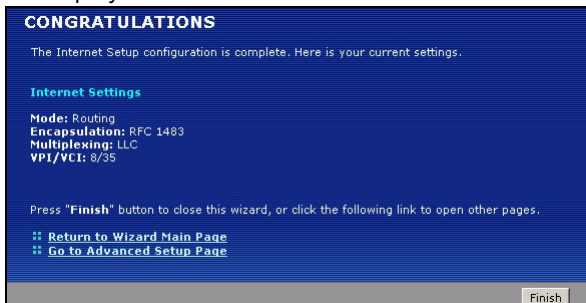 CONGRATULATIONS
The Internet Setup configuration is complete. Here is your current settings.
Internet Settings
Mode: Routing
Encapsulation: RFC 1483
Multiplexing: LLC
VPI/VCI: 8/35
Press "Finish" button to close this wizard, or click the following link to open other pages.
Return to Wizard Main Page
Go to Advanced Setup Page
Finish